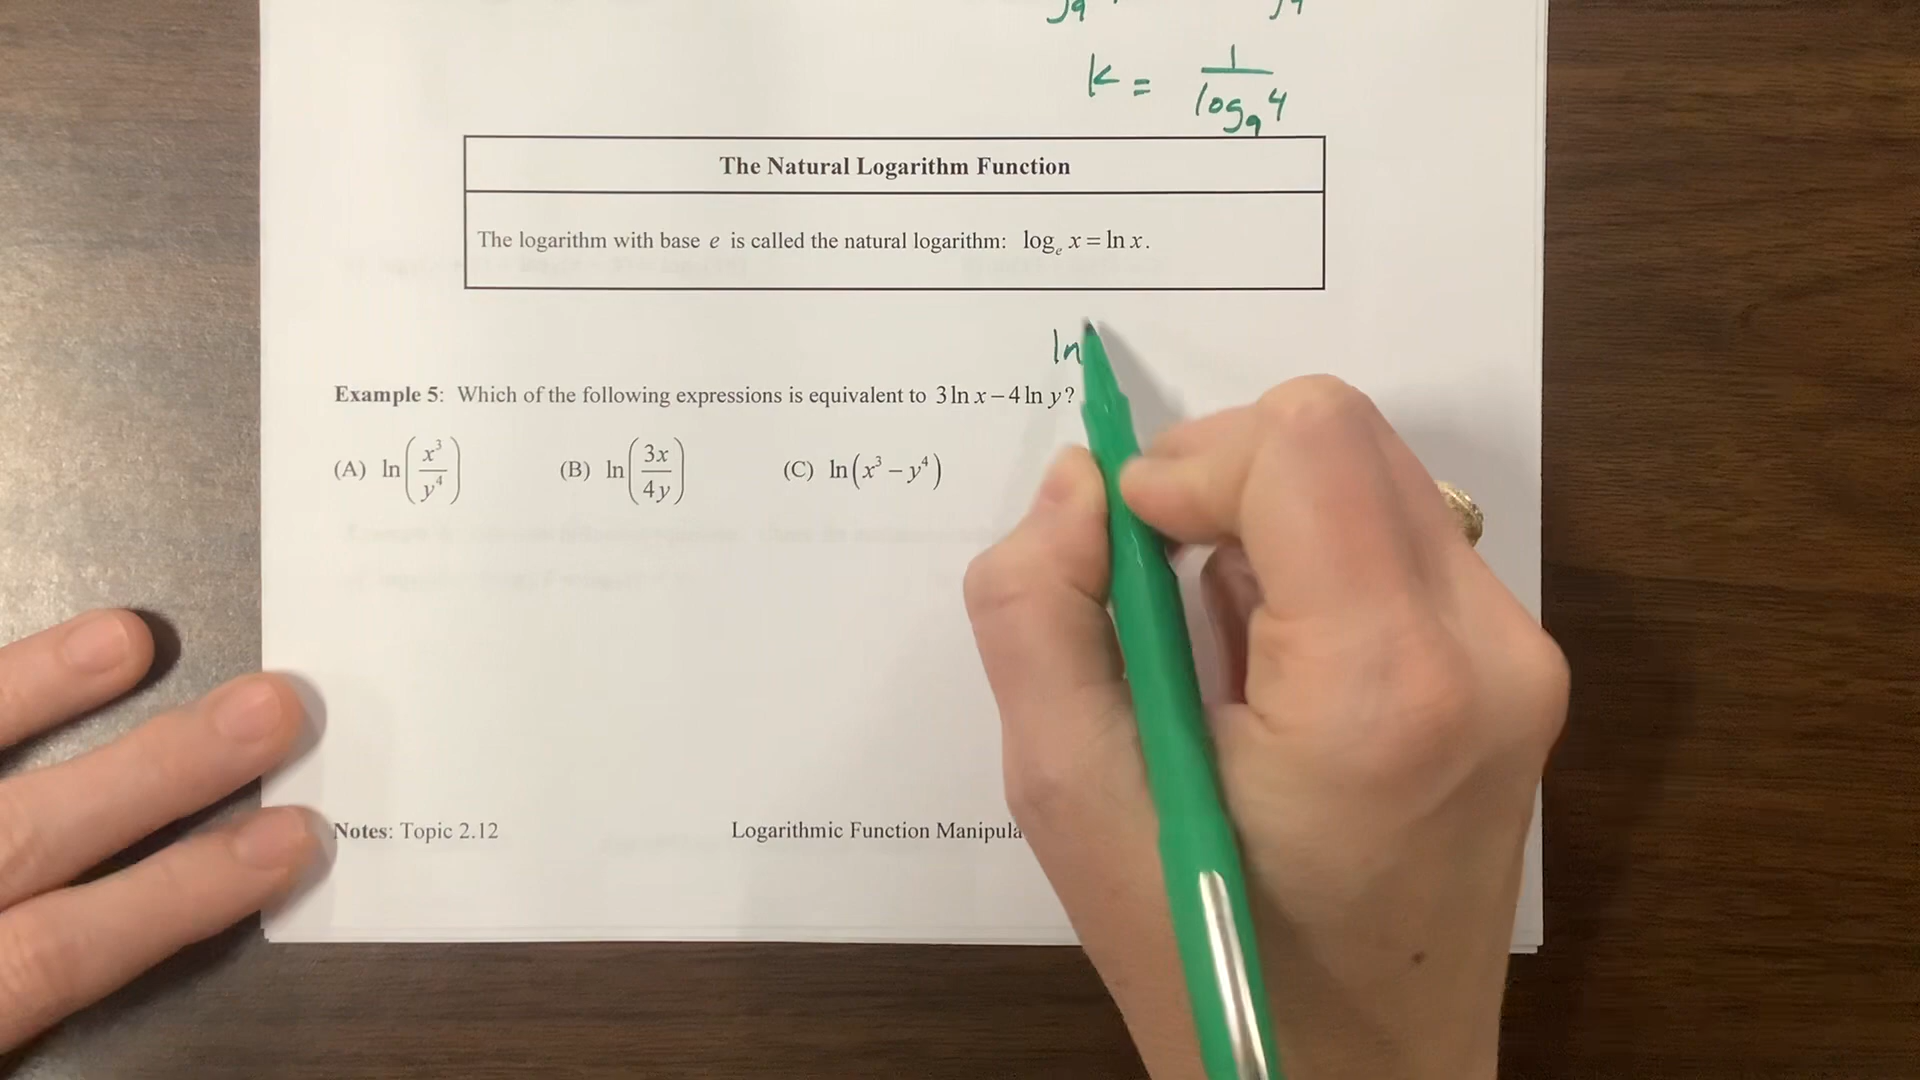 K = 1/log₉4
The Natural Logarithm Function
The logarithm with base e is called the natural logarithm: logₑ x = ln x.
ln
Example 5: Which of the following expressions is equivalent to 3 ln x − 4 ln y?
(A) ln(x³/y⁴) (B) ln(3x/4y) (C) ln(x³ − y⁴)
Notes: Topic 2.12 Logarithmic Function